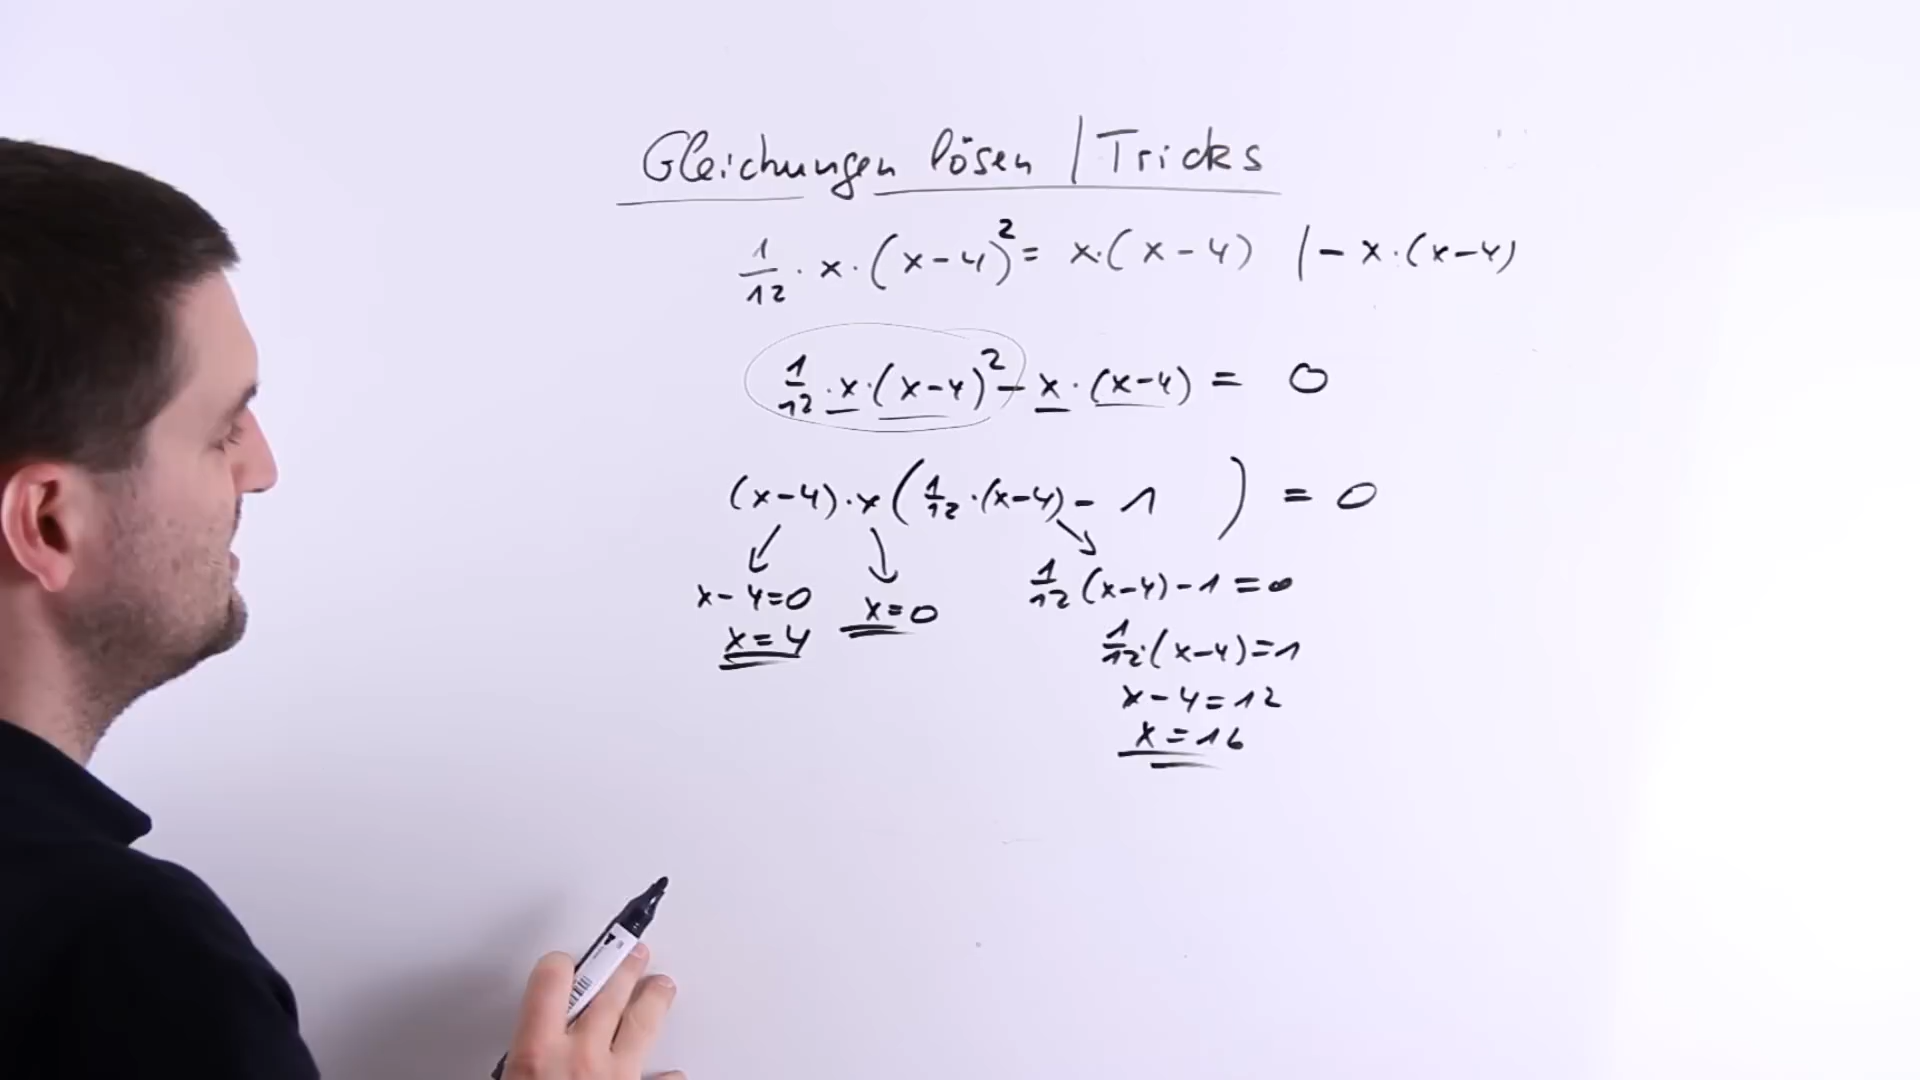 Gleichungen lösen / Tricks
1/12 · x · (x-4)² = x·(x-4) | - x·(x-4)
1/12 · x · (x-4)² - x · (x-4) = 0
(x-4)·x (1/12 ·(x-4) - 1) = 0
x-4=0
x=4
x=0
1/12 (x-4) - 1 = 0
1/12·(x-4)=1
x-4=12
x=16